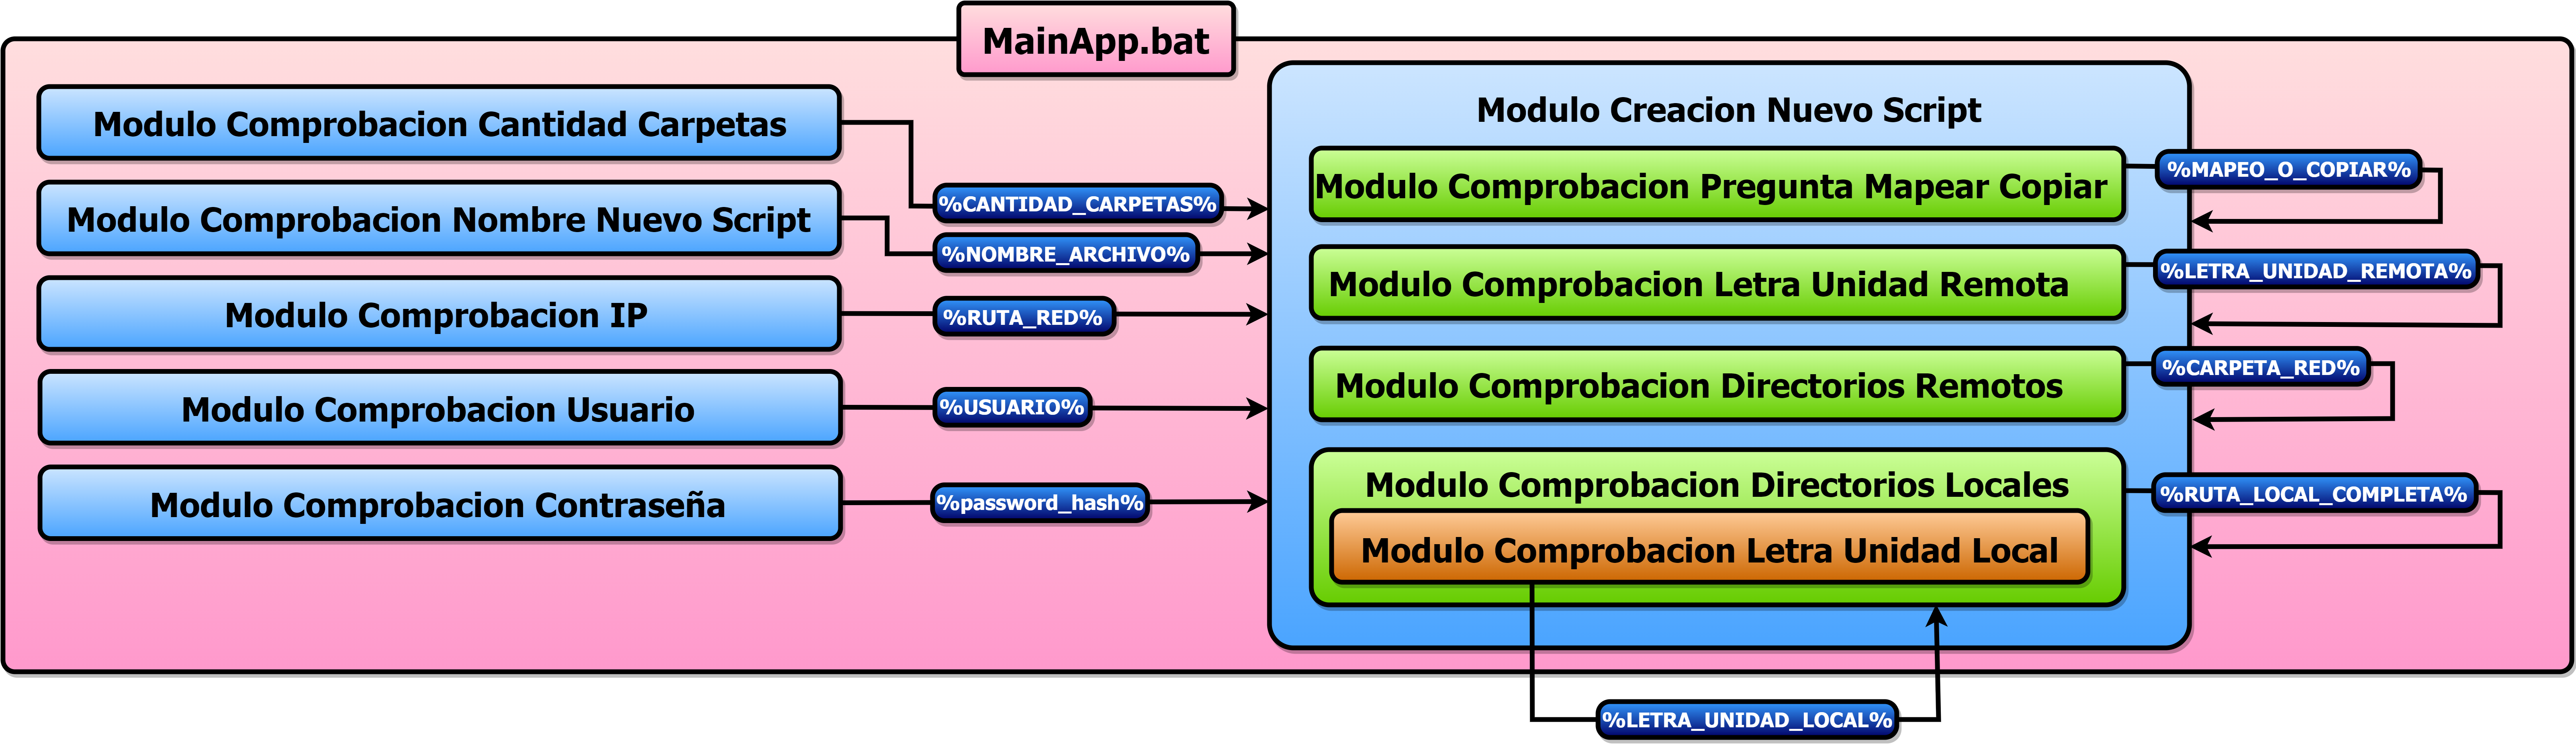 MainApp.bat
Modulo Comprobacion Cantidad Carpetas
Modulo Comprobacion Nombre Nuevo Script
Modulo Comprobacion IP
Modulo Comprobacion Usuario
Modulo Comprobacion Contraseña
%CANTIDAD_CARPETAS%
%NOMBRE_ARCHIVO%
%RUTA_RED%
%USUARIO%
%password_hash%
Modulo Creacion Nuevo Script
Modulo Comprobacion Pregunta Mapear Copiar
Modulo Comprobacion Letra Unidad Remota
Modulo Comprobacion Directorios Remotos
Modulo Comprobacion Directorios Locales
Modulo Comprobacion Letra Unidad Local
%MAPEO_O_COPIAR%
%LETRA_UNIDAD_REMOTA%
%CARPETA_RED%
%RUTA_LOCAL_COMPLETA%
%LETRA_UNIDAD_LOCAL%